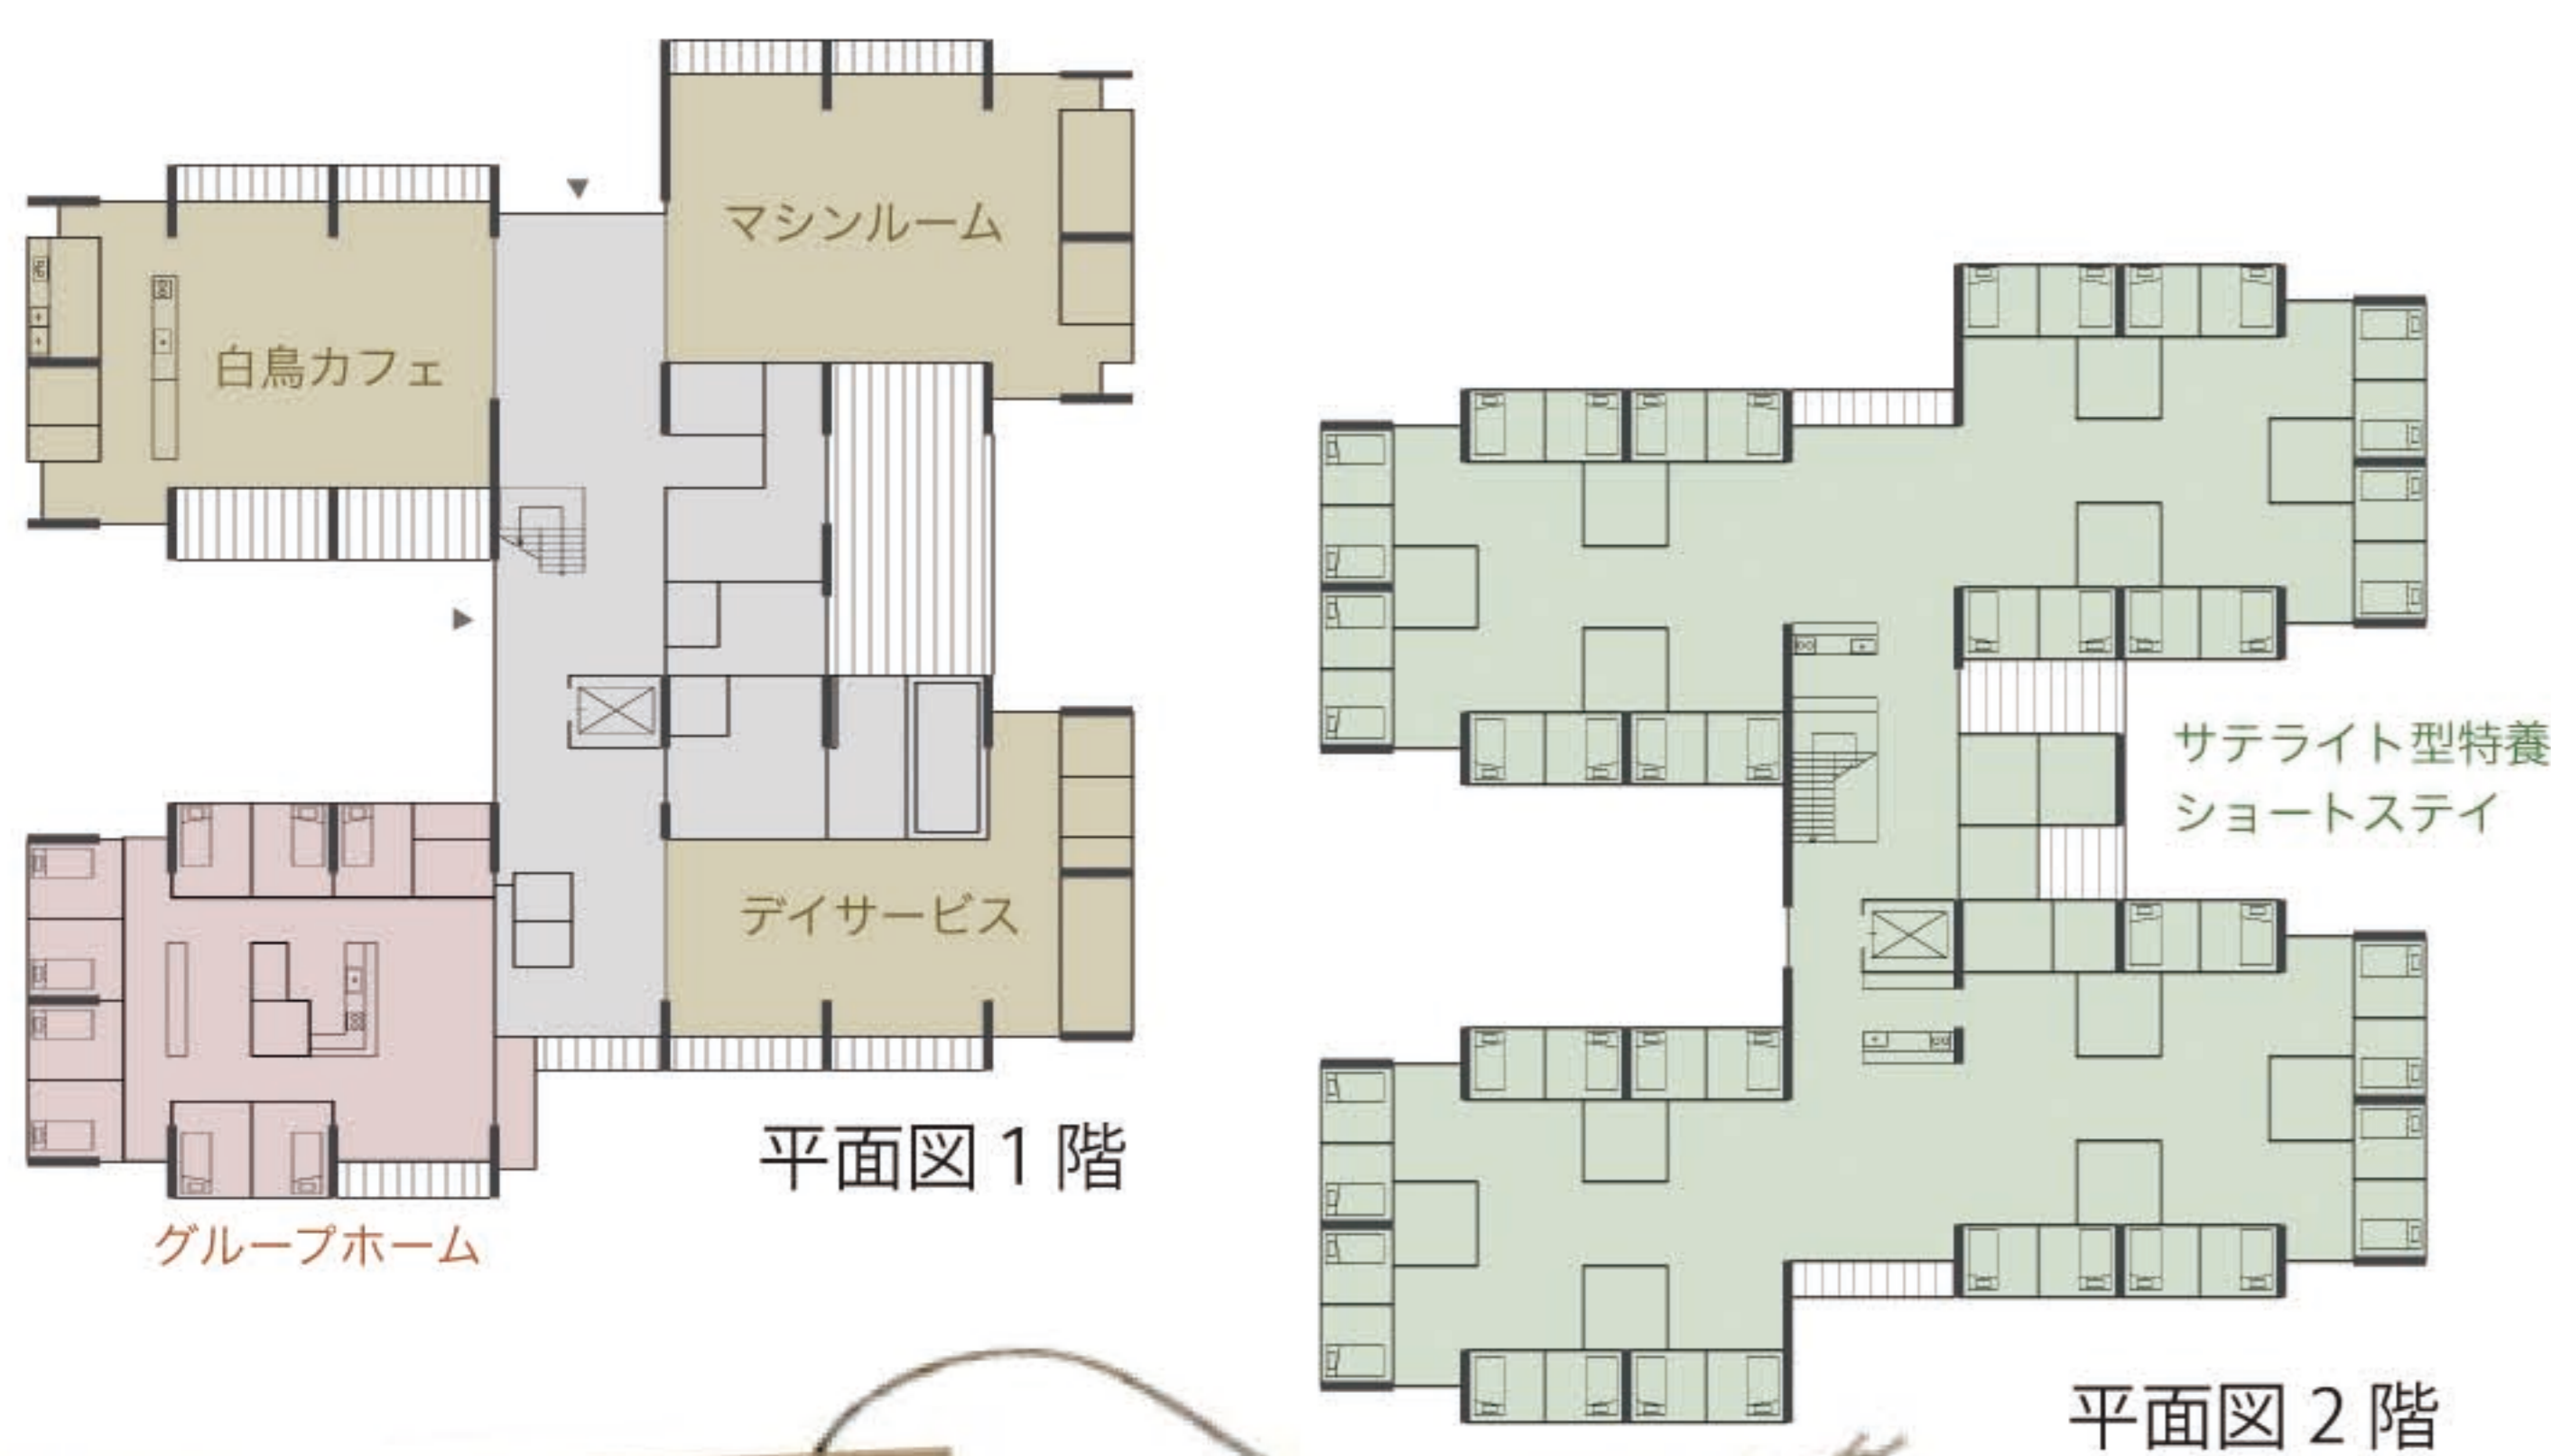 マシンルーム
白鳥カフェ
デイサービス
グループホーム
平面図 1 階
サテライト型特養
ショートステイ
平面図 2 階